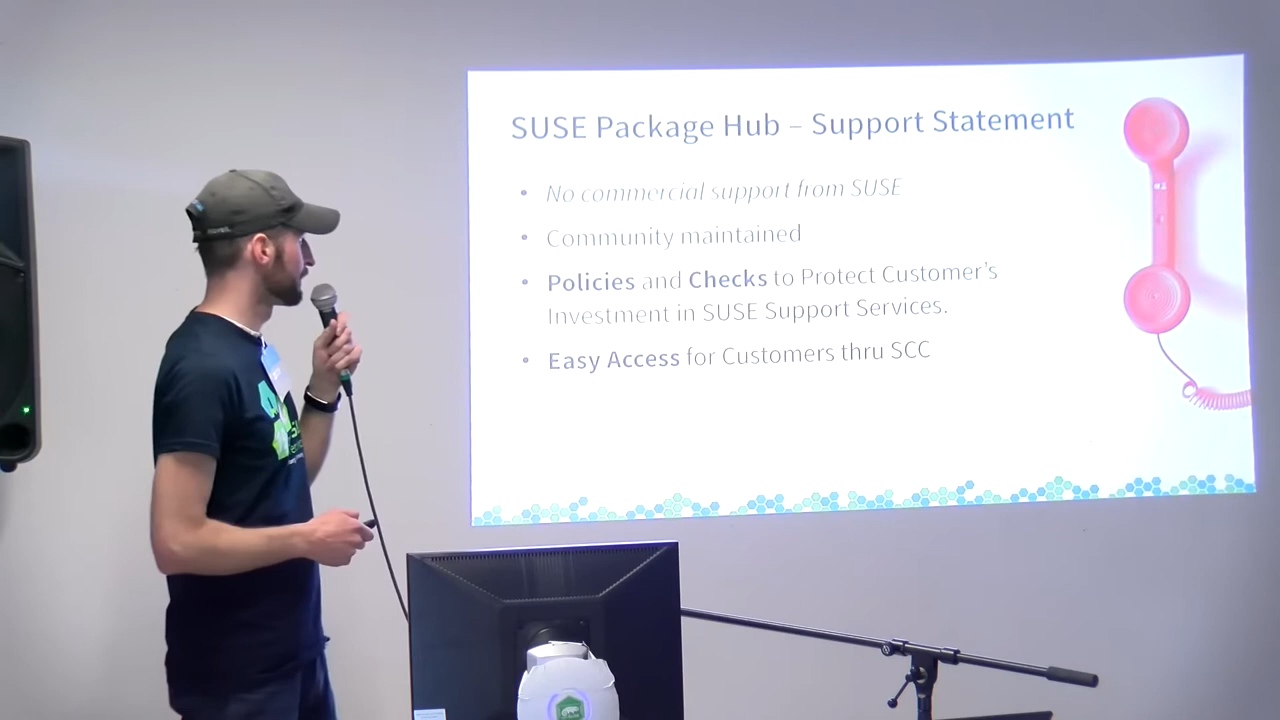 SUSE Package Hub – Support Statement
• No commercial support from SUSE
• Community maintained
• Policies and Checks to Protect Customer's
Investment in SUSE Support Services.
• Easy Access for Customers thru SCC